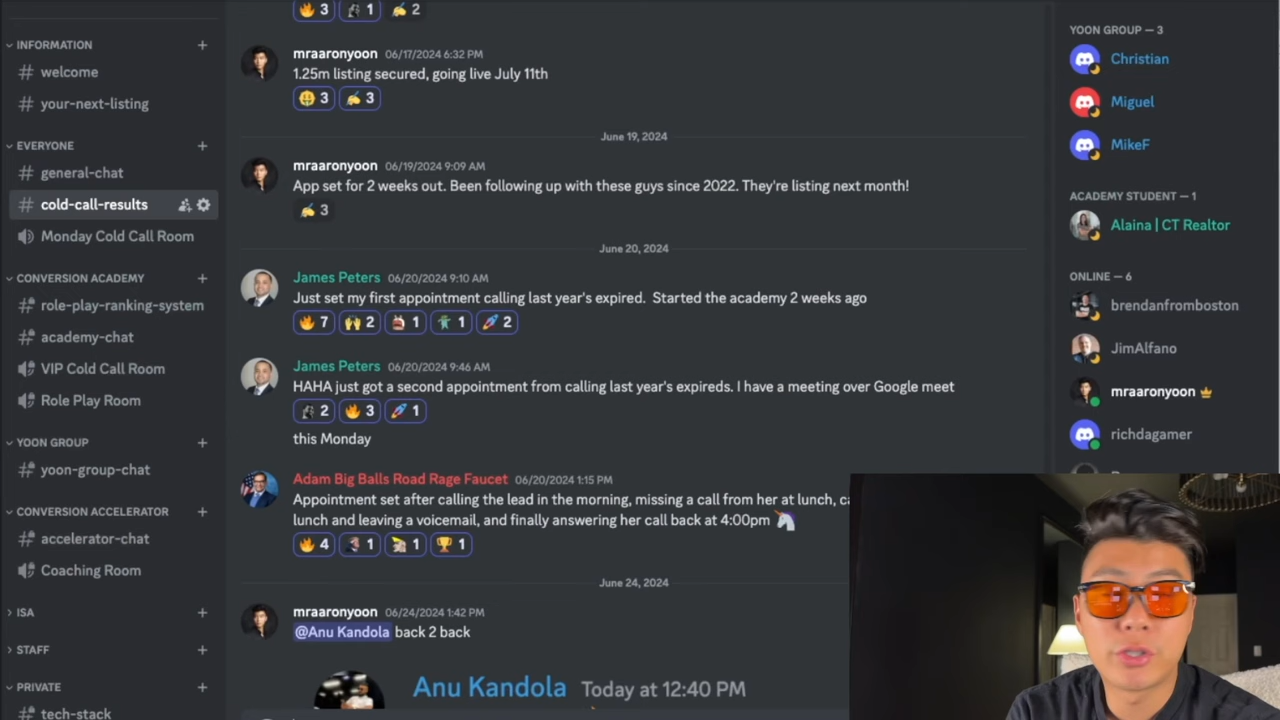 INFORMATION
# welcome
# your-next-listing
EVERYONE
# general-chat
# cold-call-results
Monday Cold Call Room
CONVERSION ACADEMY
# role-play-ranking-system
# academy-chat
VIP Cold Call Room
Role Play Room
YOON GROUP
# yoon-group-chat
CONVERSION ACCELERATOR
# accelerator-chat
Coaching Room
ISA
STAFF
PRIVATE
# tech-stack
3 1 2
mraaronyoon 06/17/2024 6:32 PM
1.25m listing secured, going live July 11th
3 3
June 19, 2024
mraaronyoon 06/19/2024 9:09 AM
App set for 2 weeks out. Been following up with these guys since 2022. They're listing next month!
3
June 20, 2024
James Peters 06/20/2024 9:10 AM
Just set my first appointment calling last year's expired. Started the academy 2 weeks ago
7 2 1 1 2
James Peters 06/20/2024 9:46 AM
HAHA just got a second appointment from calling last year's expireds. I have a meeting over Google meet
2 3 1
this Monday
Adam Big Balls Road Rage Faucet 06/20/2024 1:15 PM
Appointment set after calling the lead in the morning, missing a call from her at lunch,
lunch and leaving a voicemail, and finally answering her call back at 4:00pm
4 1 1 1
June 24, 2024
mraaronyoon 06/24/2024 1:42 PM
@Anu Kandola back 2 back
Anu Kandola Today at 12:40 PM
YOON GROUP — 3
Christian
Miguel
MikeF
ACADEMY STUDENT — 1
Alaina | CT Realtor
ONLINE — 6
brendanfromboston
JimAlfano
mraaronyoon
richdagamer